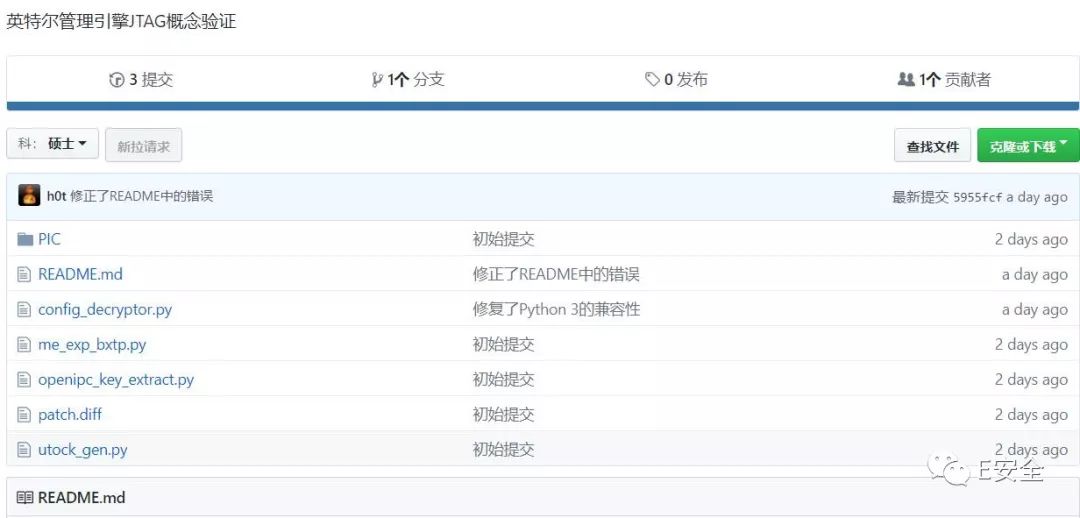 英特尔管理引擎JTAG概念验证
3 提交 1个 分支 0 发布 1个 贡献者
科： 硕士 新拉请求 查找文件 克隆或下载
h0t 修正了README中的错误 最新提交 5955fcf a day ago
PIC 初始提交 2 days ago
README.md 修正了README中的错误 a day ago
config_decryptor.py 修复了Python 3的兼容性 a day ago
me_exp_bxtp.py 初始提交 2 days ago
openipc_key_extract.py 初始提交 2 days ago
patch.diff 初始提交 2 days ago
utock_gen.py 初始提交 2 days ago
E安全
README.md